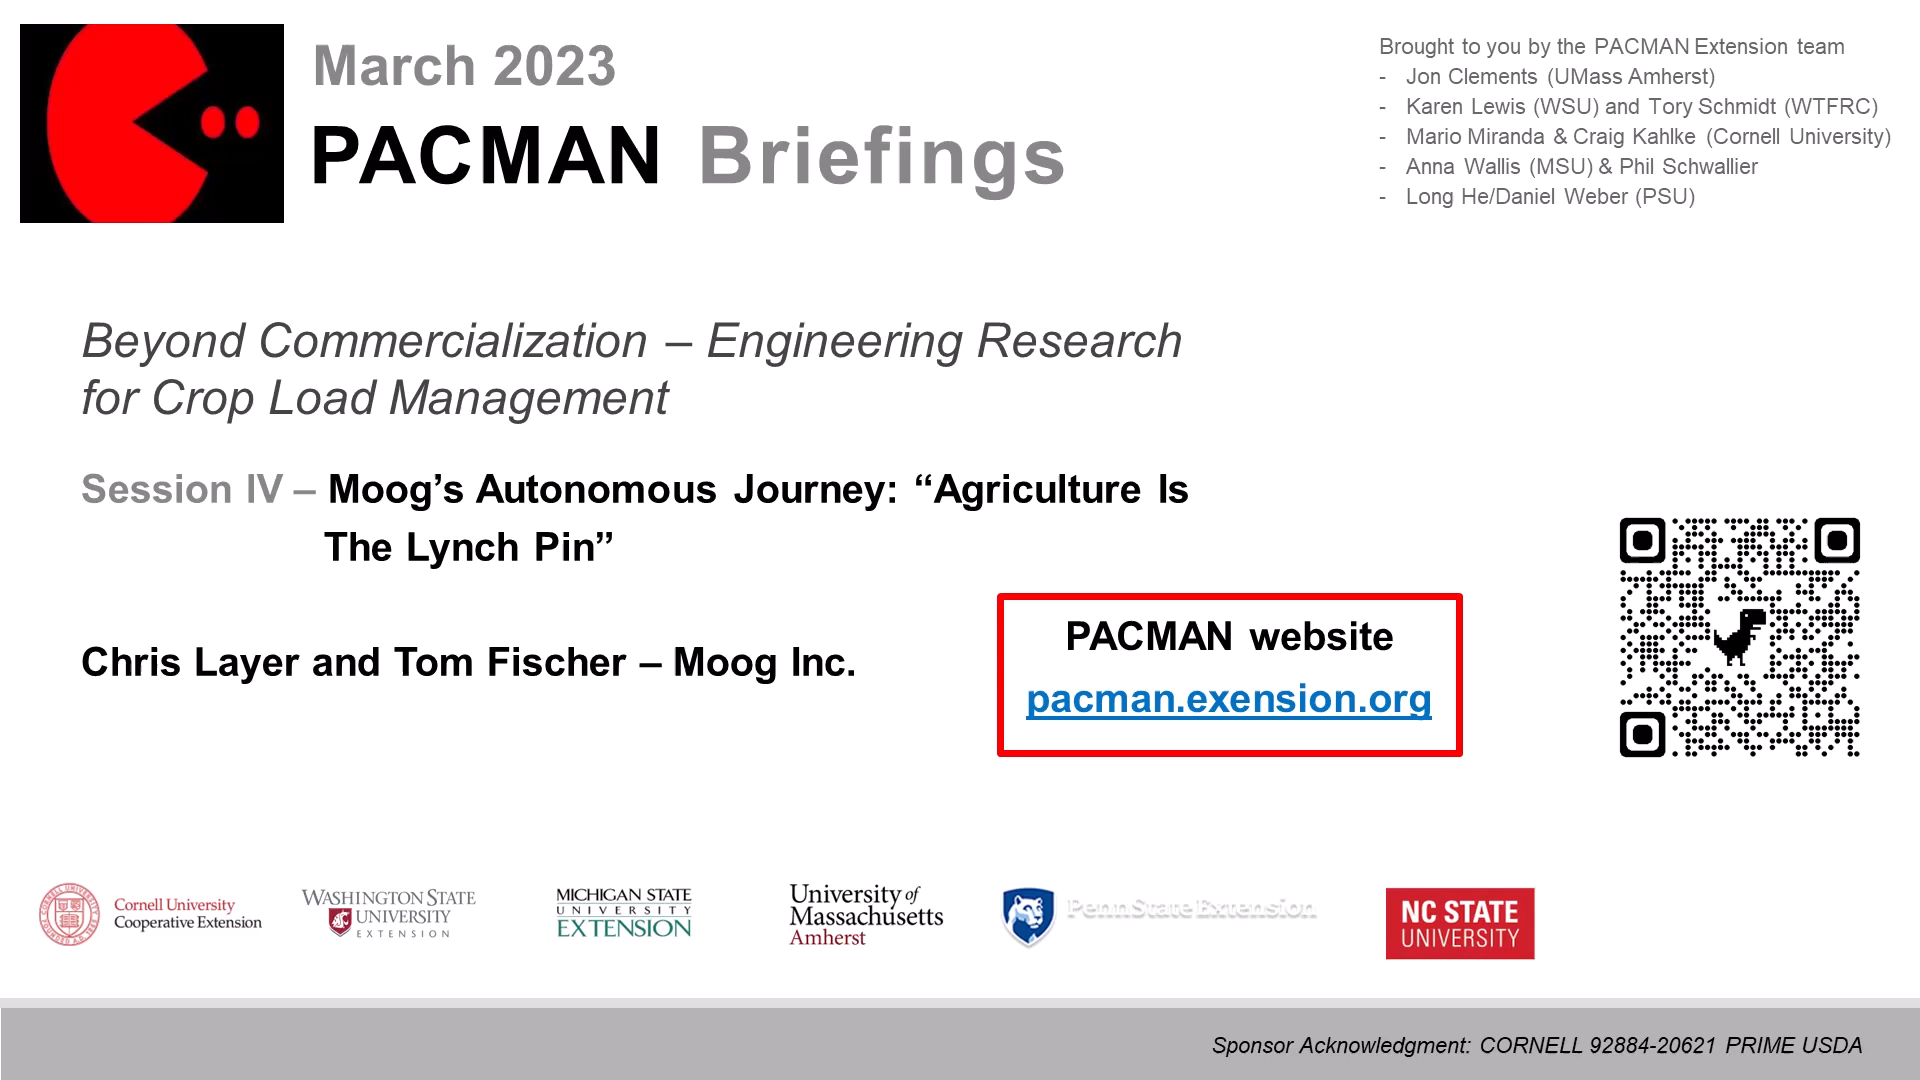 March 2023
PACMAN Briefings
Brought to you by the PACMAN Extension team
- Jon Clements (UMass Amherst)
- Karen Lewis (WSU) and Tory Schmidt (WTFRC)
- Mario Miranda & Craig Kahlke (Cornell University)
- Anna Wallis (MSU) & Phil Schwallier
- Long He/Daniel Weber (PSU)
Beyond Commercialization – Engineering Research
for Crop Load Management
Session IV – Moog’s Autonomous Journey: “Agriculture Is
The Lynch Pin”
Chris Layer and Tom Fischer – Moog Inc.
PACMAN website
pacman.exension.org
Cornell University
Cooperative Extension
WASHINGTON STATE
UNIVERSITY
EXTENSION
MICHIGAN STATE
UNIVERSITY
EXTENSION
University of
Massachusetts
Amherst
PennState Extension
NC STATE
UNIVERSITY
Sponsor Acknowledgment: CORNELL 92884-20621 PRIME USDA